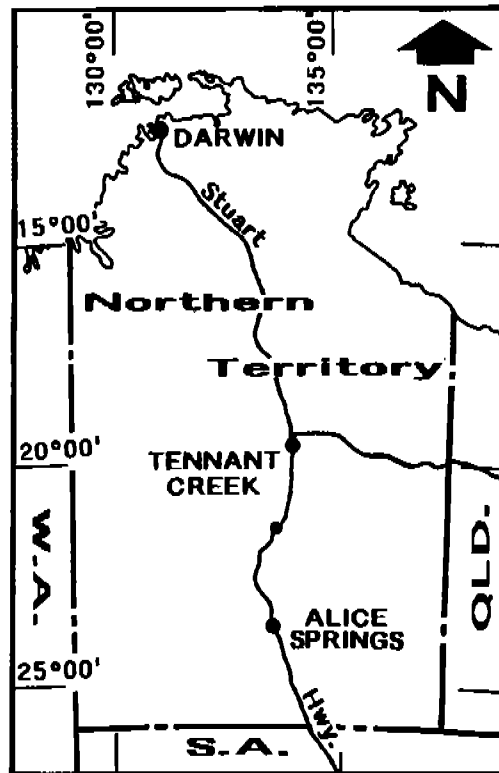 130°00'
135°00'
N
DARWIN
Stuart
15°00'
Northern
Territory
20°00'
TENNANT
CREEK
W.A.
QLD.
ALICE
SPRINGS
25°00'
Hwy.
S.A.